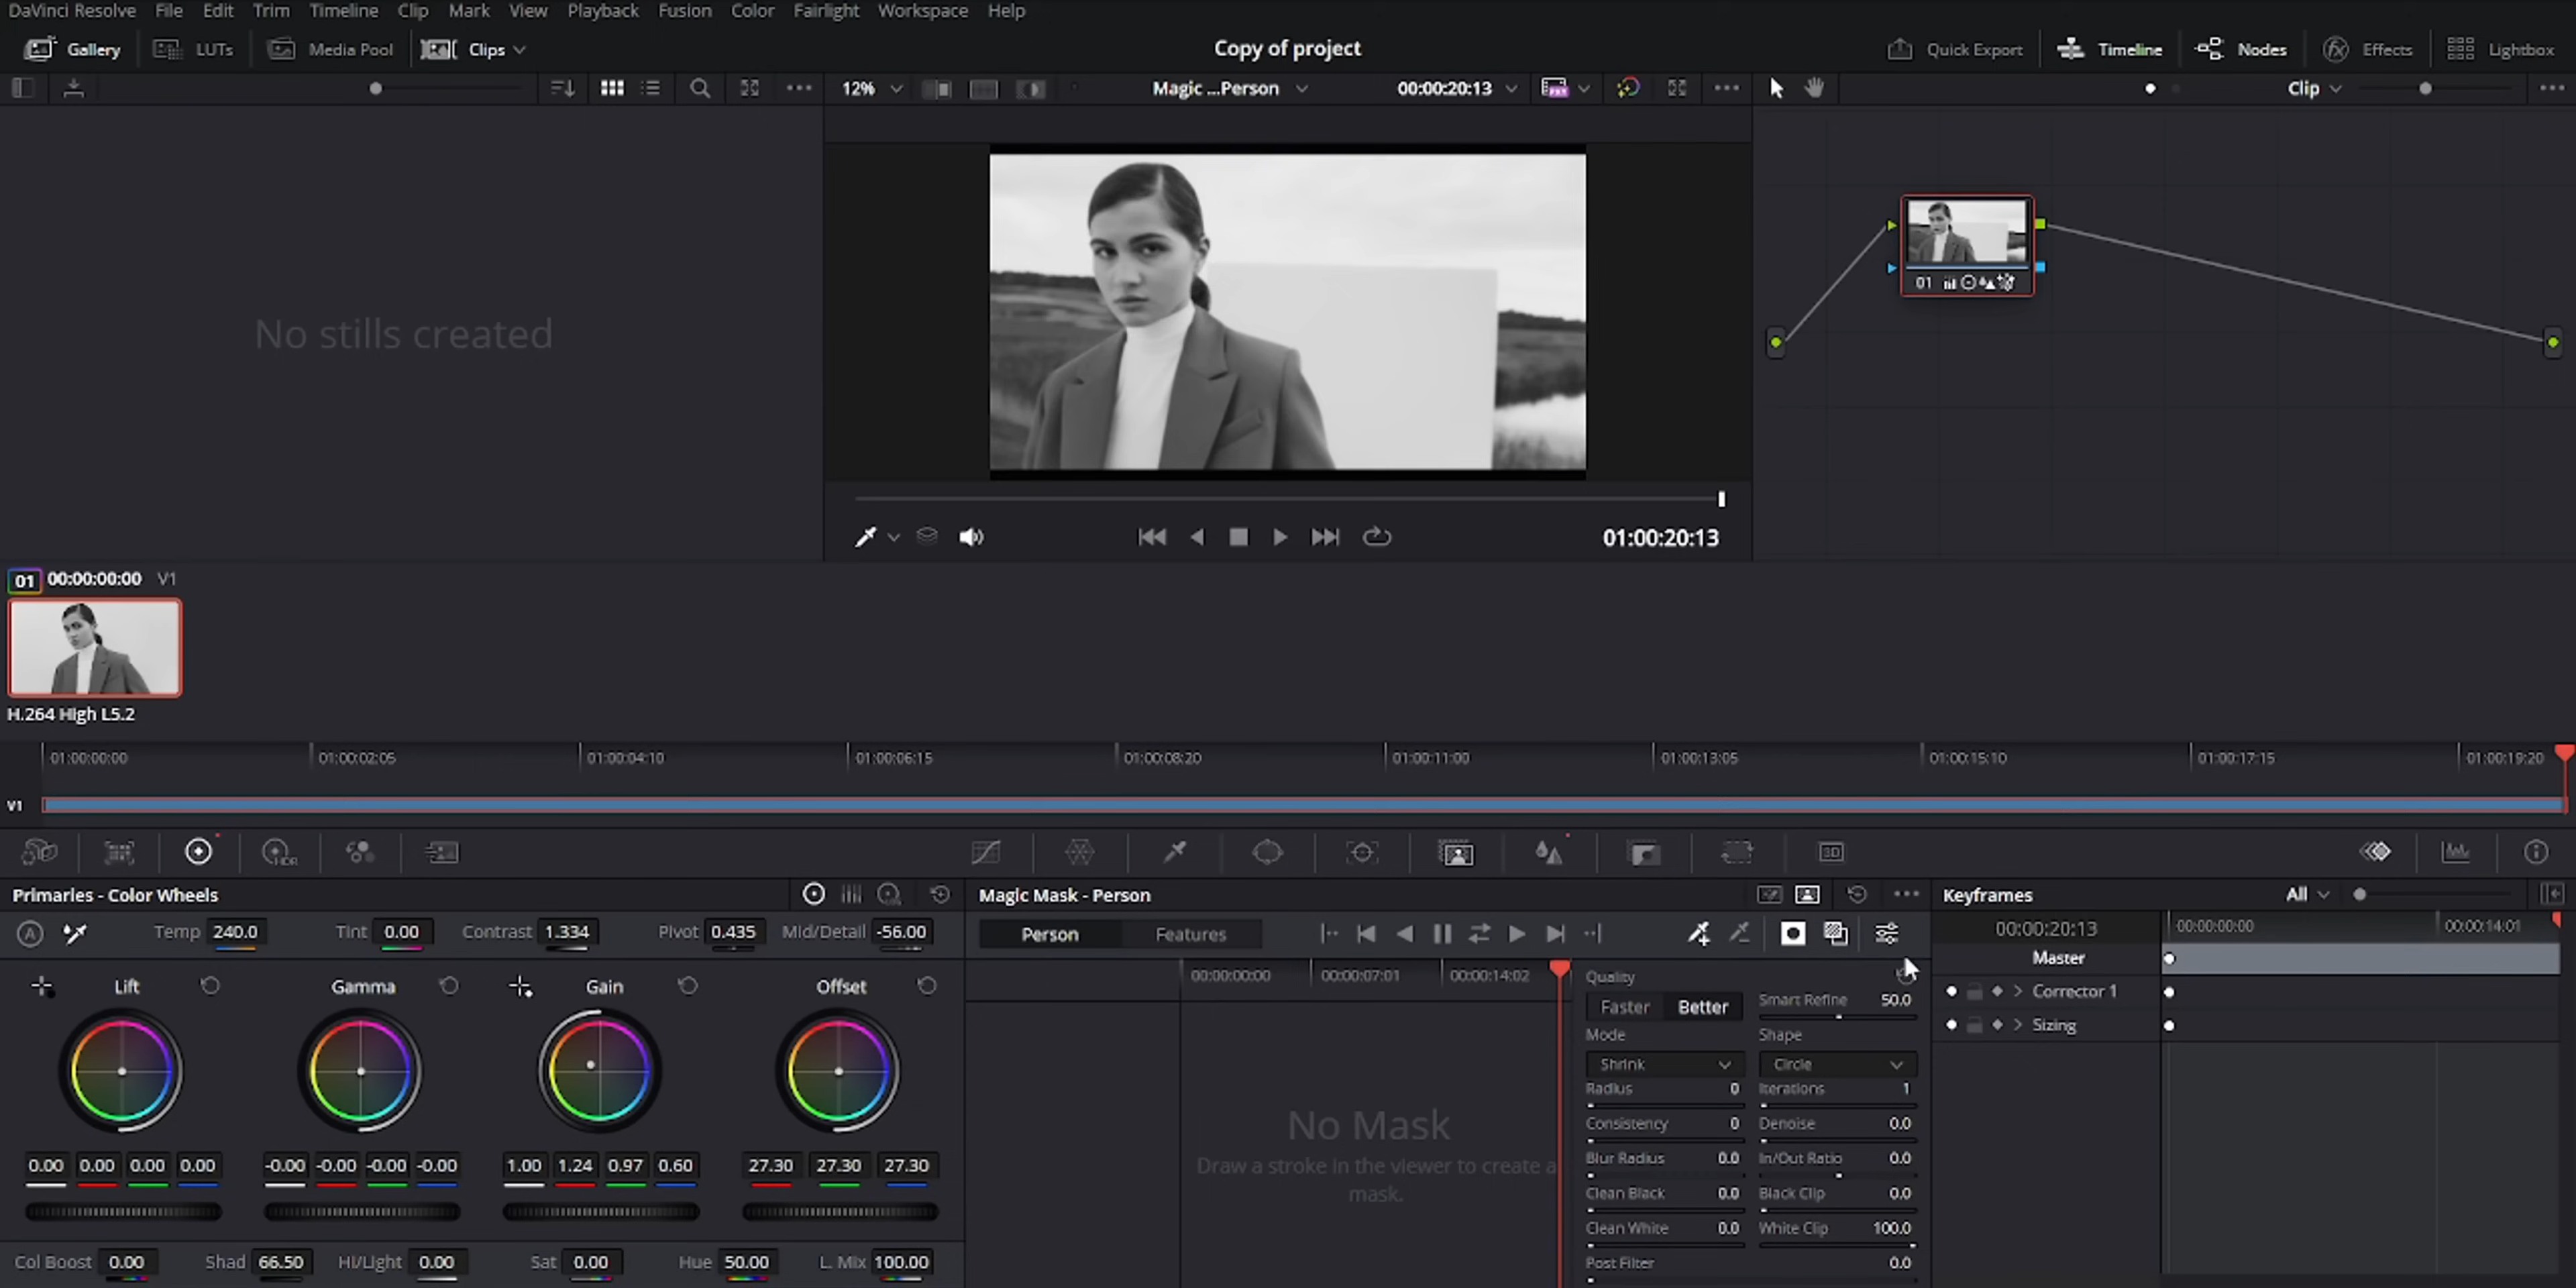 DaVinci Resolve File Edit Trim Timeline Clip Mark View Playback Fusion Color Fairlight Workspace Help
Gallery LUTs Media Pool Clips Copy of project Quick Export Timeline Nodes Effects Lightbox
12% Magic ...Person 00:00:20:13 Clip
No stills created
01
01:00:20:13
01 00:00:00:00 V1
H.264 High L5.2
01:00:00:00 01:00:02:05 01:00:04:10 01:00:06:15 01:00:08:20 01:00:11:00 01:00:13:05 01:00:15:10 01:00:17:15 01:00:19:20
V1
HDR 3D
Primaries - Color Wheels Magic Mask - Person Keyframes All
A Temp 240.0 Tint 0.00 Contrast 1.334 Pivot 0.435 Mid/Detail -56.00 Person Features 00:00:20:13 00:00:00:00 00:00:14:01
Master
Lift Gamma Gain Offset 00:00:00:00 00:00:07:01 00:00:14:02 Quality
Faster Better Smart Refine 50.0 Corrector 1
Mode Shape Sizing
Shrink Circle
Radius 0 Iterations 1
No Mask Consistency 0 Denoise 0.0
Draw a stroke in the viewer to create a
mask.
Blur Radius 0.0 In/Out Ratio 0.0
0.00 0.00 0.00 0.00 -0.00 -0.00 -0.00 -0.00 1.00 1.24 0.97 0.60 27.30 27.30 27.30
Clean Black 0.0 Black Clip 0.0
Clean White 0.0 White Clip 100.0
Col Boost 0.00 Shad 66.50 Hi/Light 0.00 Sat 0.00 Hue 50.00 L. Mix 100.00 Post Filter 0.0